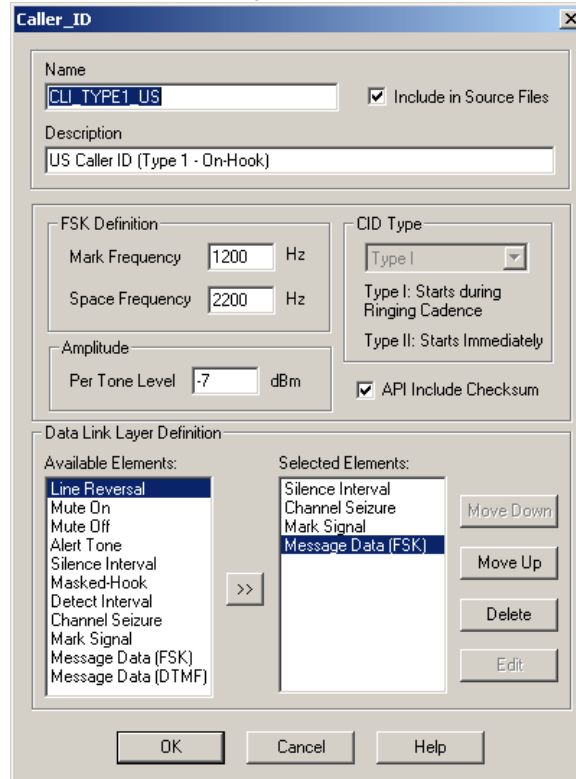 Caller_ID
Name
CLI_TYPE1_US
Include in Source Files
Description
US Caller ID (Type 1 - On-Hook)
FSK Definition
Mark Frequency 1200 Hz
Space Frequency 2200 Hz
CID Type
Type I
Type I: Starts during
Ringing Cadence
Type II: Starts Immediately
Amplitude
Per Tone Level -7 dBm
API Include Checksum
Data Link Layer Definition
Available Elements:
Line Reversal
Mute On
Mute Off
Alert Tone
Silence Interval
Masked-Hook
Detect Interval
Channel Seizure
Mark Signal
Message Data (FSK)
Message Data (DTMF)
>>
Selected Elements:
Silence Interval
Channel Seizure
Mark Signal
Message Data (FSK)
Move Down
Move Up
Delete
Edit
OK
Cancel
Help